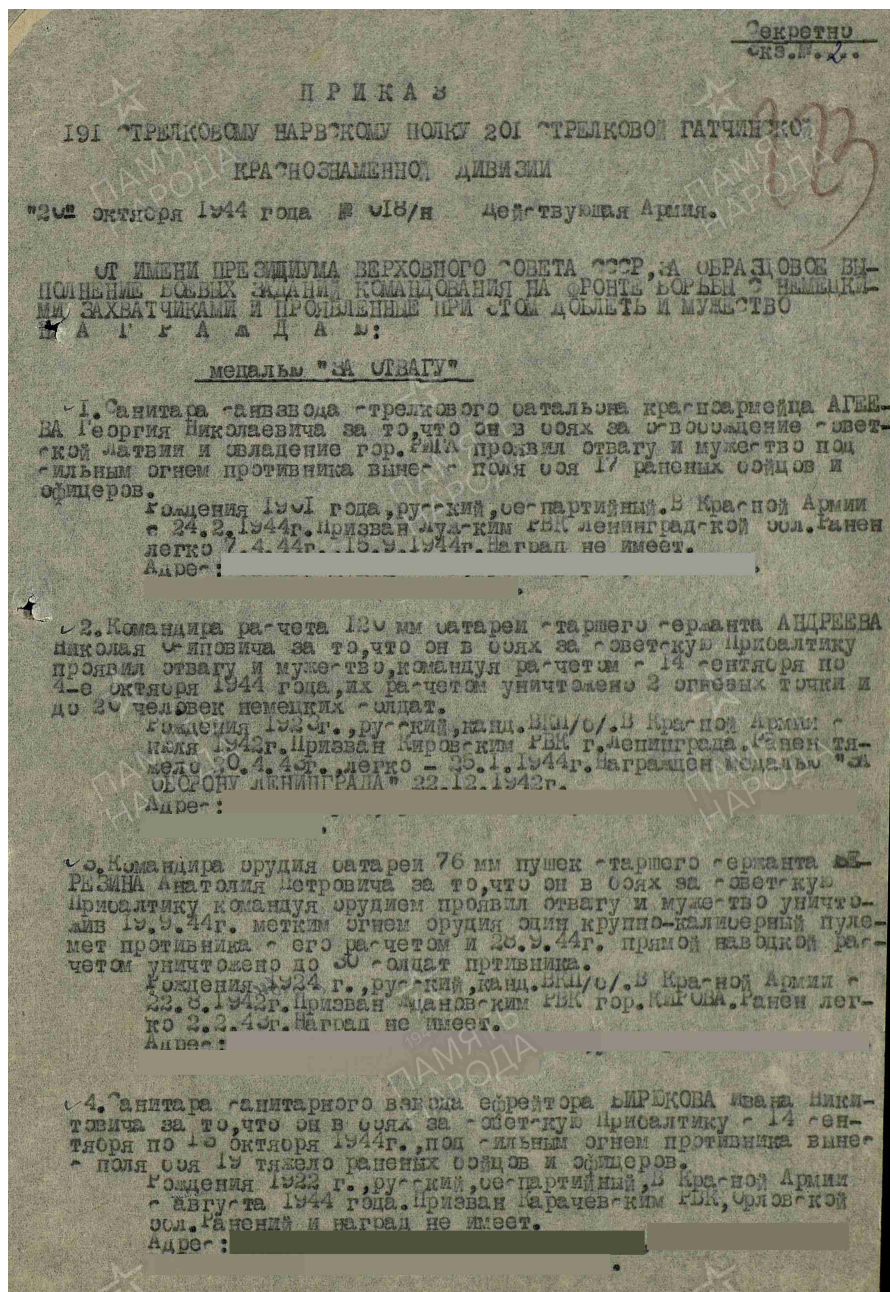 Секретно
Экз.№. 2..
ПРИКАЗ
191 СТРЕЛКОВОМУ НАРВСКОМУ ПОЛКУ 201 СТРЕЛКОВОЙ ГАТЧИНСКОЙ
КРАСНОЗНАМЕННОЙ ДИВИЗИИ
"20" октября 1944 года № 018/н Действующая Армия.
ОТ ИМЕНИ ПРЕЗИДИУМА ВЕРХОВНОГО СОВЕТА СССР, ЗА ОБРАЗЦОВОЕ ВЫ-
ПОЛНЕНИЕ БОЕВЫХ ЗАДАНИЙ КОМАНДОВАНИЯ НА ФРОНТЕ БОРЬБЫ С НЕМЕЦКИ-
МИ ЗАХВАТЧИКАМИ И ПРОЯВЛЕННЫЕ ПРИ ЭТОМ ДОБЛЕТЬ И МУЖЕСТВО
НАГРАЖДАЮ:
медалью "ЗА ОТВАГУ"
1. Санитара санвзвода стрелкового батальона красноармейца АГЕЕ-
ВА Георгия Николаевича за то, что он в боях за освобождение совет-
ской Латвии и овладение гор. РИГА проявил отвагу и мужество под
сильным огнем противника вынес с поля боя 17 раненых бойцов и
офицеров.
Рождения 1901 года, русский, беспартийный. В Красной Армии
с 24.2.1944г. Призван Лужским РВК Ленинградской обл. Ранен
легко 7.4.44г. 15.9.1944г. Наград не имеет.
Адрес:
2. Командира расчета 120 мм батареи старшего сержанта АНДРЕЕВА
Николая Осиповича за то, что он в боях за советскую Прибалтику
проявил отвагу и мужество, командуя расчетом с 14 сентября по
4-е октября 1944 года, их расчетом уничтожено 2 огневых точки и
до 20 человек немецких солдат.
Рождения г., русский, канд. ВКП/б/. В Красной Армии с
июля 1942г. Призван Кировским РВК г. Ленинграда. Ранен тя-
жело легко - 1.1944г. Награжден медалью "ЗА
ОБОРОНУ ЛЕНИНГРАДА" 22.12.1942г.
Адрес:
3. Командира орудия батареи 76 мм пушек старшего сержанта БЕ-
РЕЗИНА Анатолия Петровича за то, что он в боях за советскую
Прибалтику командуя орудием проявил отвагу и мужество уничто-
жив 19.9.44г. метким огнем орудия один крупно-калиберный пуле-
мет противника с его расчетом и 28.9.44г. прямой наводкой рас-
четом уничтожено до 30 солдат пртивника.
Рождения 1924 г., русский, канд. ВКП/б/. В Красной Армии с
22.8.1942г. Призван Ждановским РВК гор. КИРОВА. Ранен лег-
ко 2.2.43г. Наград не имеет.
Адрес:
4. Санитара санитарного взвода ефрейтора БИРЮКОВА Ивана Ники-
товича за то, что он в боях за советскую Прибалтику с 14 сен-
тября по октября 1944г., под сильным огнем противника вынес
с поля боя 19 тяжело раненых бойцов и офицеров.
Рождения 1922 г., русский, беспартийный, В Красной Армии
с августа 1944 года. Призван Карачевским РВК, Орловской
обл. Ранений и наград не имеет.
Адрес: